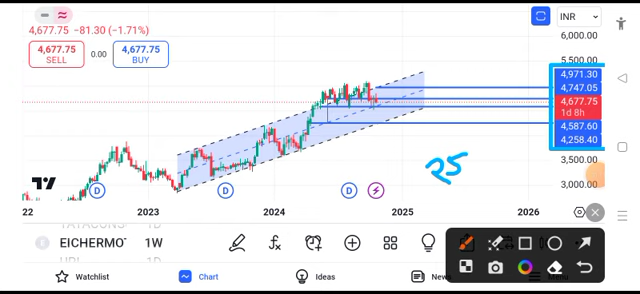 4,677.75 −81.30 (−1.71%)
4,677.75
SELL
0.00
4,677.75
BUY
INR
6,000.00
5,500.00
4,971.30
4,747.05
4,677.75
1d 8h
4,587.60
4,258.40
3,500.00
3,000.00
25
D
D
D
22
2023
2024
2025
2026
EICHERMO
1W
Watchlist
Chart
Ideas
News